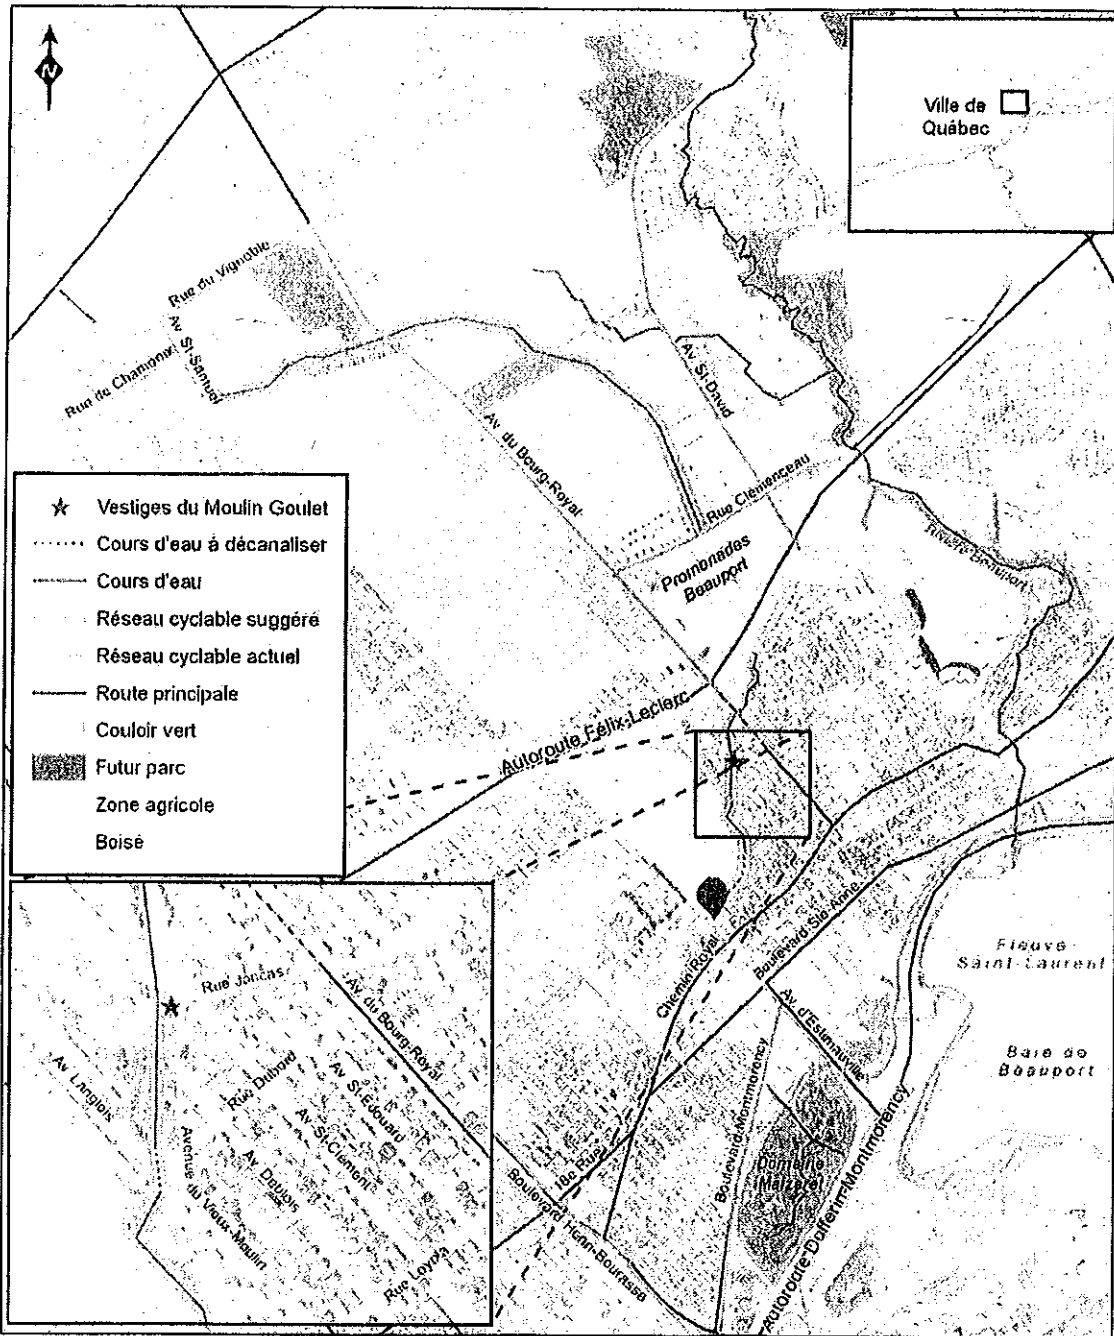 N
Ville de
Québec
Rue du Vignoble
Av St-Samuel
Rue de Chamonix
Av St-David
Av. du Bourg-Royal
Rue Clémenceau
Promenades
Beauport
Rivière Beauport
Vestiges du Moulin Goulet
Cours d'eau à décanaliser
Cours d'eau
Réseau cyclable suggéré
Réseau cyclable actuel
Route principale
Couloir vert
Futur parc
Zone agricole
Boisé
Autoroute Félix-Leclerc
Chemin Royal
Boulevard Ste-Anne
Fleuve
Saint-Laurent
Av. d'Estimauville
Baie de
Beauport
Boulevard Montmorency
Domaine
Maizeret
Autoroute Dufferin-Montmorency
18e Rue
Boulevard Henri-Bourassa
Rue Joncas
Av. du Bourg-Royal
Av Langlois
Rue Dubord
Av St-Édouard
Av St-Clément
Avenue du Vieux-Moulin
Av Deblois
Rue Loyola